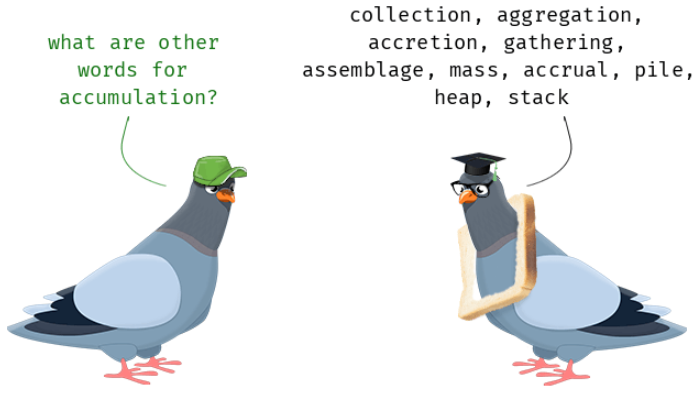 what are other
words for
accumulation?
collection, aggregation,
accretion, gathering,
assemblage, mass, accrual, pile,
heap, stack